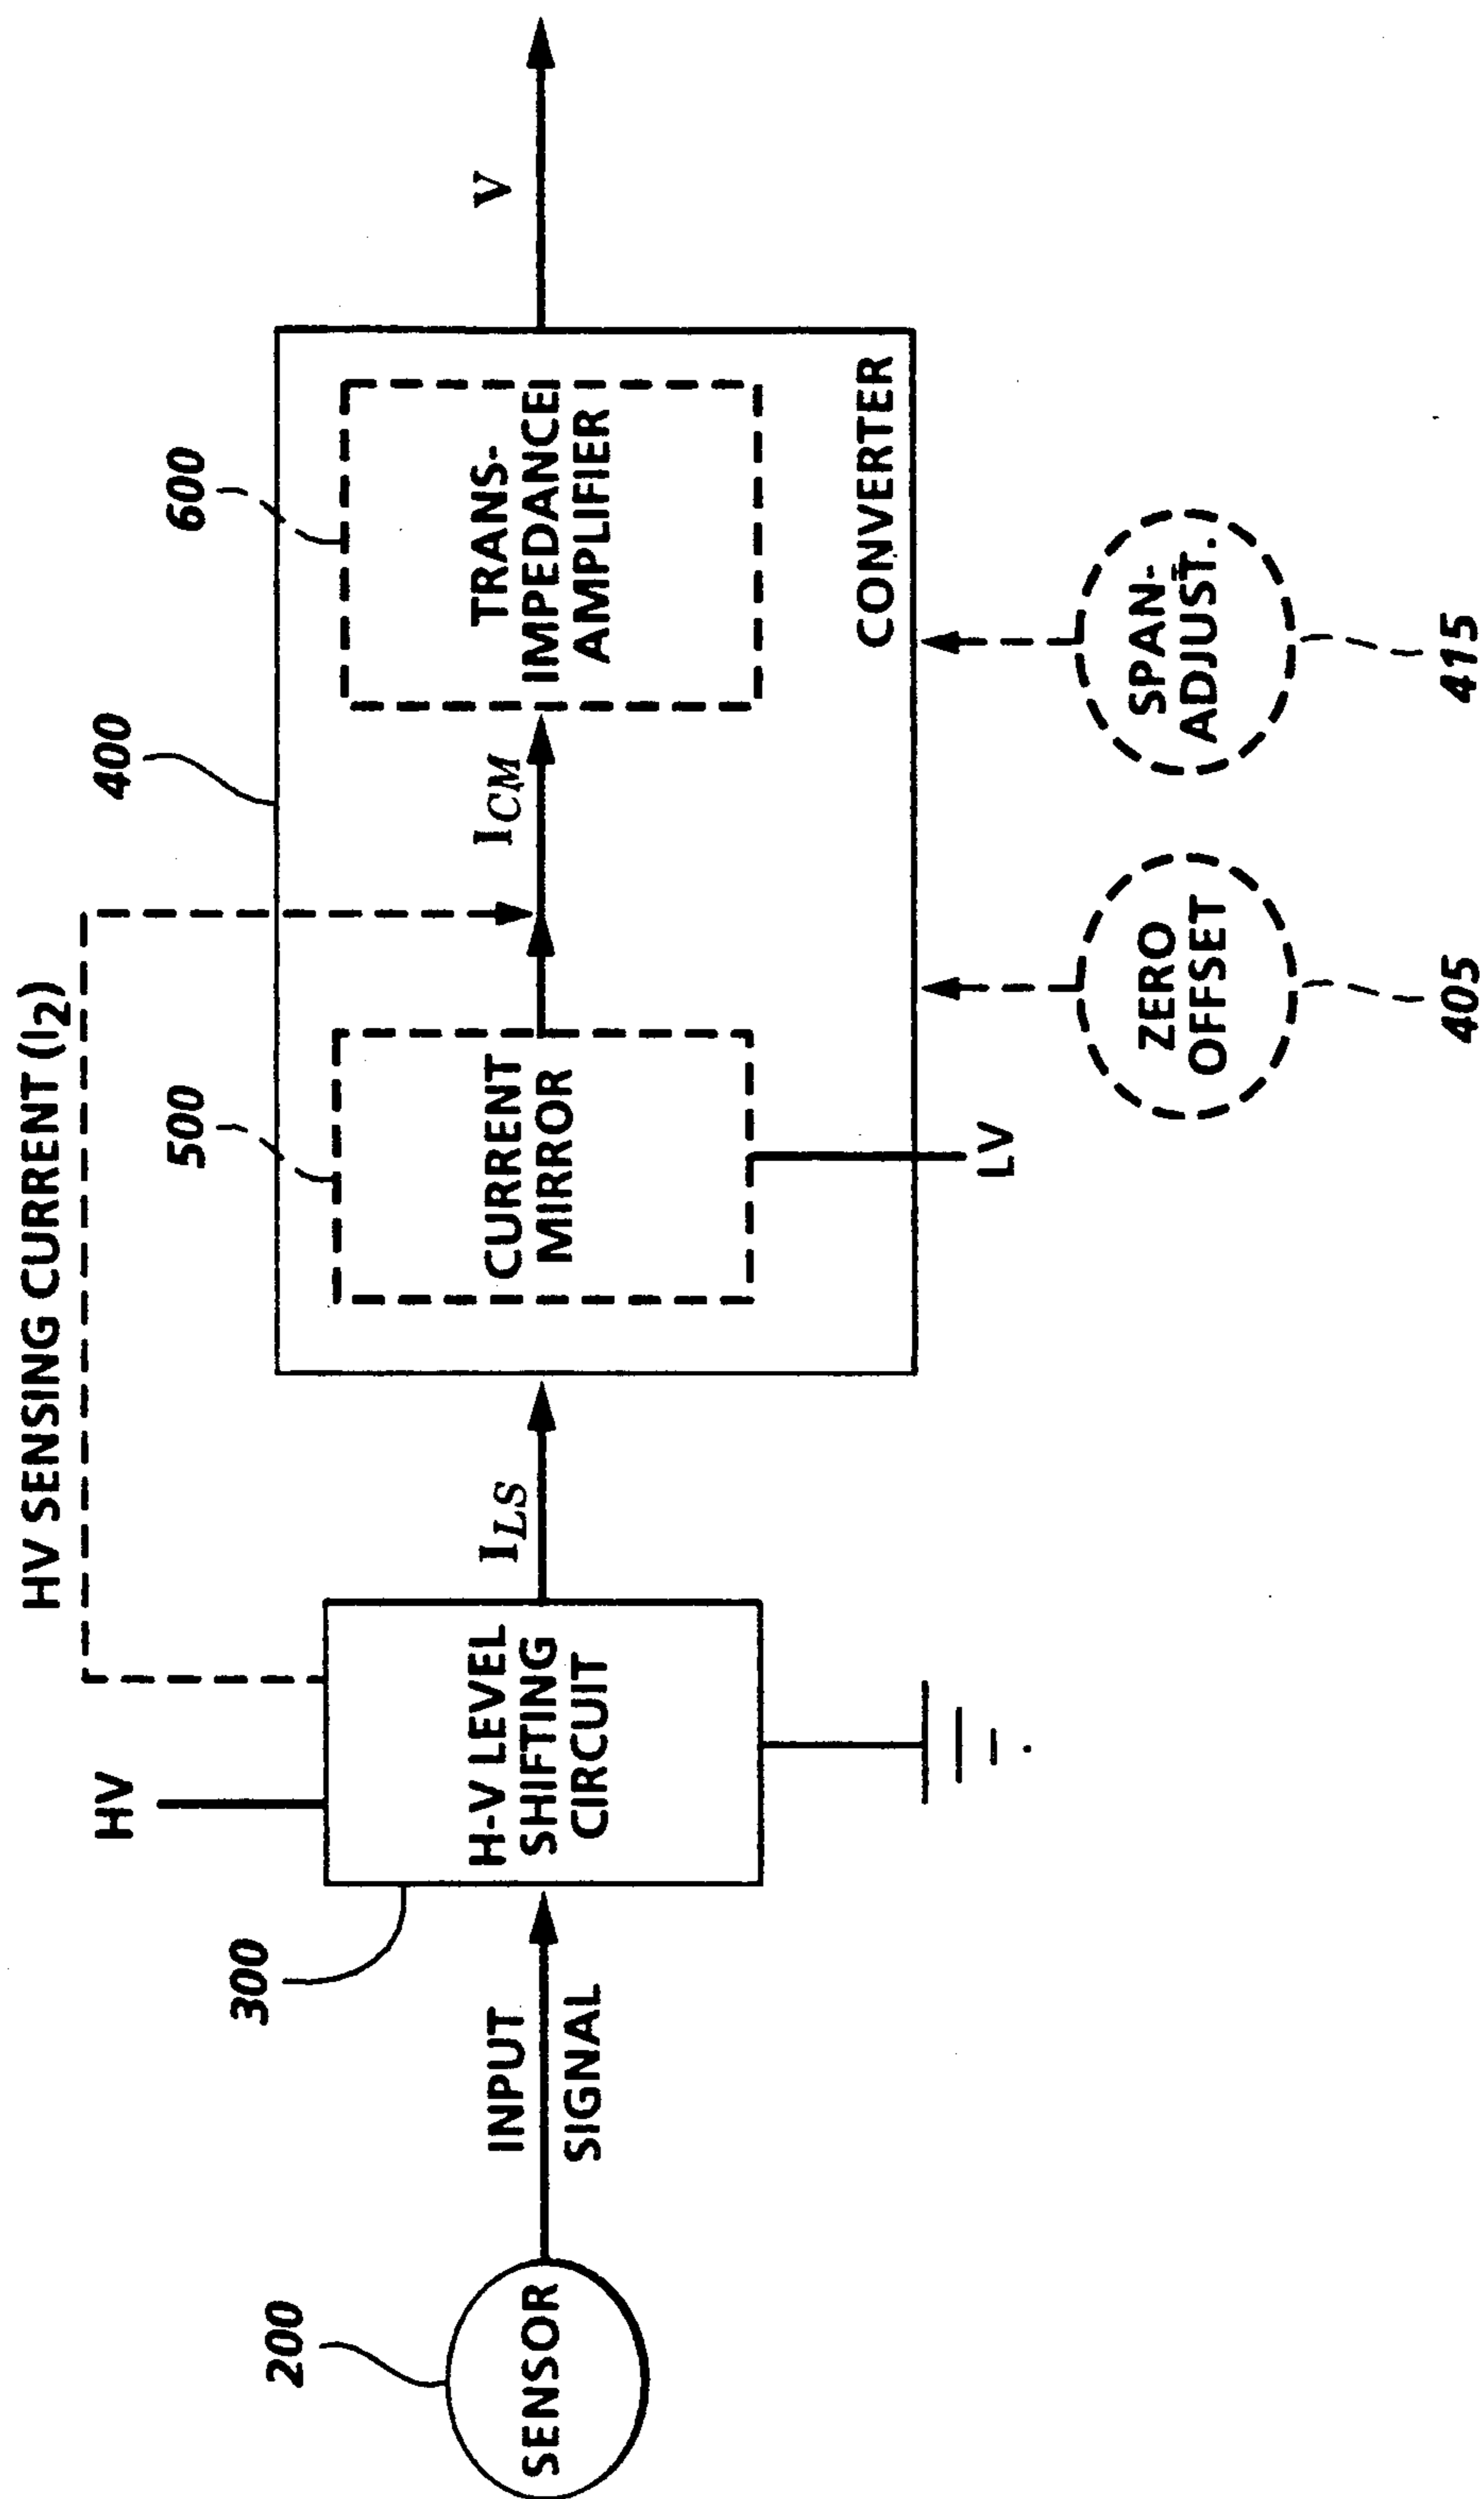 HV SENSING CURRENT (I2)
HV
400
500
600
300
200
SENSOR
INPUT
SIGNAL
H-V LEVEL
SHIFTING
CIRCUIT
ILS
CURRENT
MIRROR
ICM
TRANS-
IMPEDANCE
AMPLIFIER
V
CONVERTER
LV
ZERO
OFFSET
SPAN-
ADJUST.
405
415